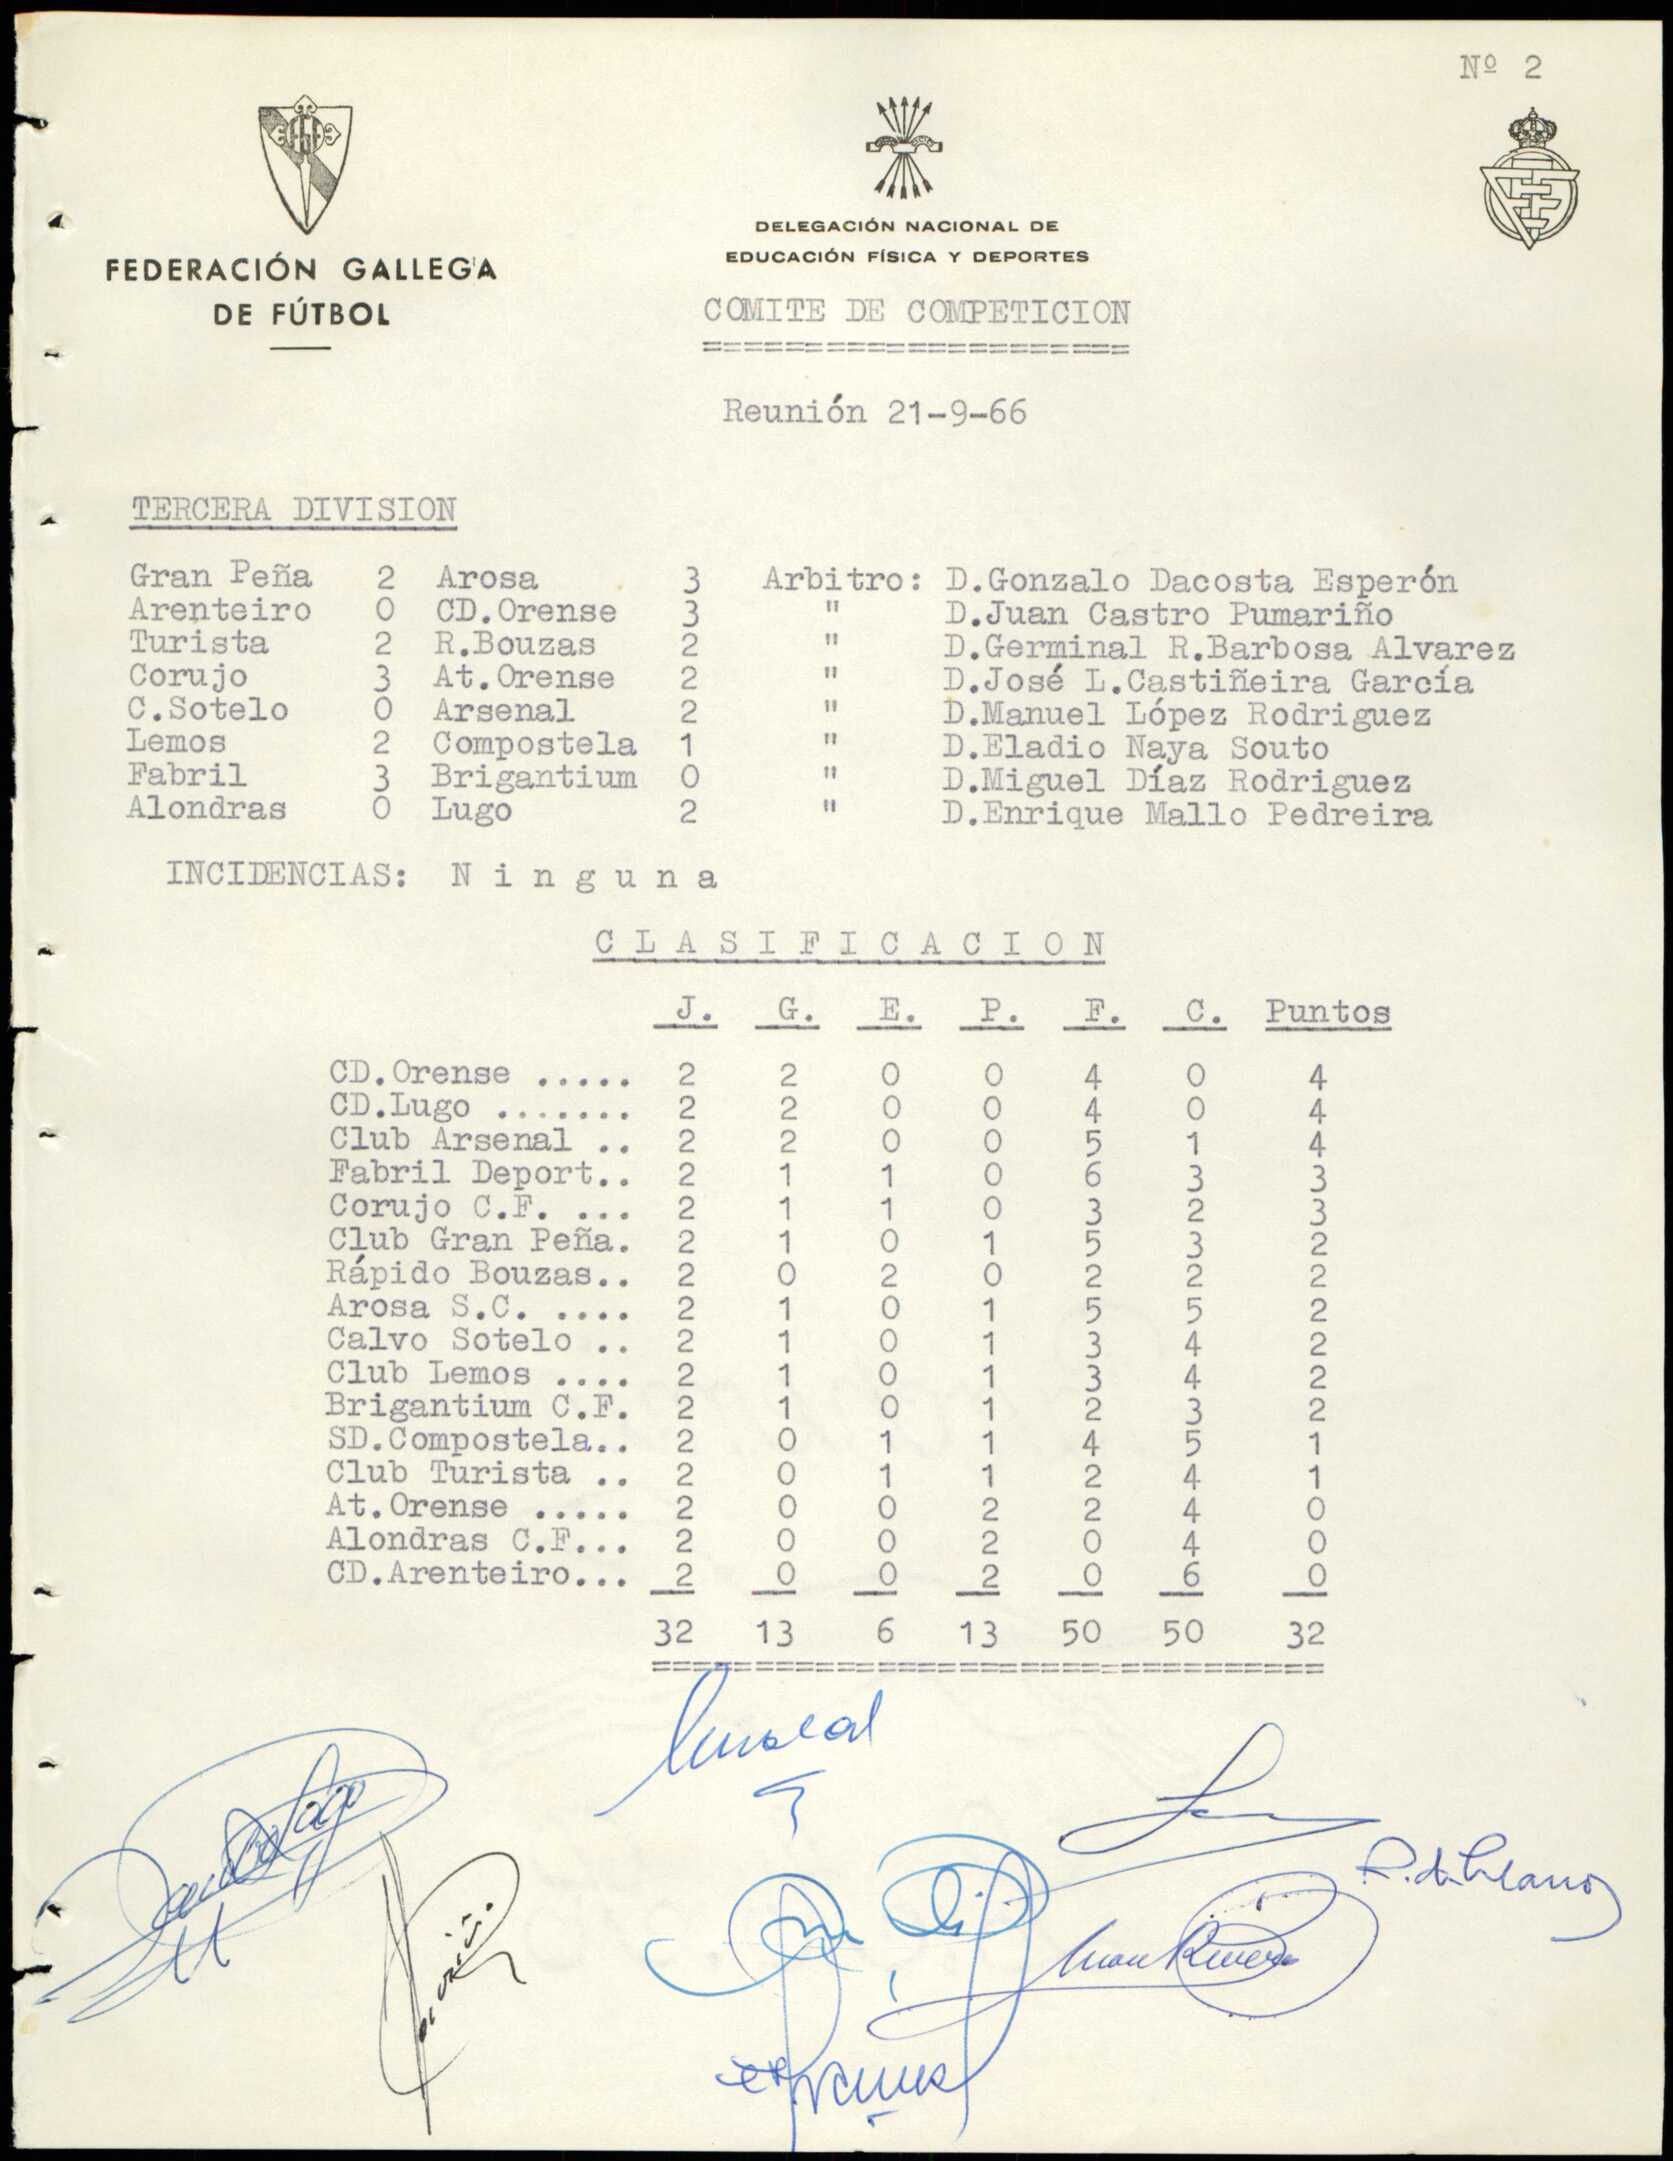 Nº 2
FEDERACIÓN GALLEGA
DE FÚTBOL
DELEGACIÓN NACIONAL DE
EDUCACIÓN FÍSICA Y DEPORTES
COMITE DE COMPETICION
=====================
Reunión 21-9-66
TERCERA DIVISION
Gran Peña 2 Arosa 3 Arbitro: D.Gonzalo Dacosta Esperón
Arenteiro 0 CD.Orense 3 " D.Juan Castro Pumariño
Turista 2 R.Bouzas 2 " D.Germinal R.Barbosa Alvarez
Corujo 3 At.Orense 2 " D.José L.Castiñeira García
C.Sotelo 0 Arsenal 2 " D.Manuel López Rodriguez
Lemos 2 Compostela 1 " D.Eladio Naya Souto
Fabril 3 Brigantium 0 " D.Miguel Díaz Rodriguez
Alondras 0 Lugo 2 " D.Enrique Mallo Pedreira
INCIDENCIAS: N i n g u n a
C L A S I F I C A C I O N
J. G. E. P. F. C. Puntos
CD.Orense ..... 2 2 0 0 4 0 4
CD.Lugo ....... 2 2 0 0 4 0 4
Club Arsenal .. 2 2 0 0 5 1 4
Fabril Deport.. 2 1 1 0 6 3 3
Corujo C.F. ... 2 1 1 0 3 2 3
Club Gran Peña. 2 1 0 1 5 3 2
Rápido Bouzas.. 2 0 2 0 2 2 2
Arosa S.C. .... 2 1 0 1 5 5 2
Calvo Sotelo .. 2 1 0 1 3 4 2
Club Lemos .... 2 1 0 1 3 4 2
Brigantium C.F. 2 1 0 1 2 3 2
SD.Compostela.. 2 0 1 1 4 5 1
Club Turista .. 2 0 1 1 2 4 1
At.Orense ..... 2 0 0 2 2 4 0
Alondras C.F... 2 0 0 2 0 4 0
CD.Arenteiro... 2 0 0 2 0 6 0
32 13 6 13 50 50 32
=================================